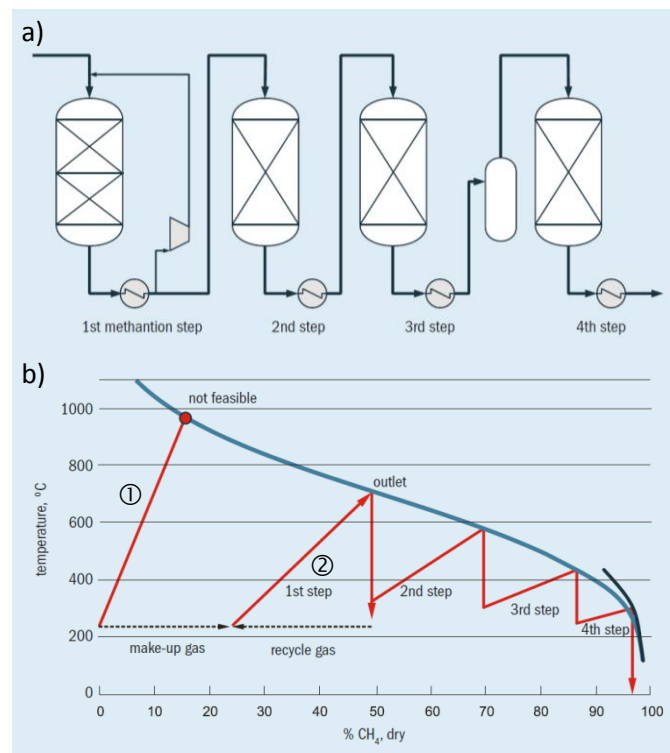 a)
1st methantion step
2nd step
3rd step
4th step
b)
temperature, °C
1000
800
600
400
200
0
not feasible
①
outlet
②
1st step
2nd step
3rd step
4th step
make-up gas
recycle gas
0 10 20 30 40 50 60 70 80 90 100
% CH₄, dry